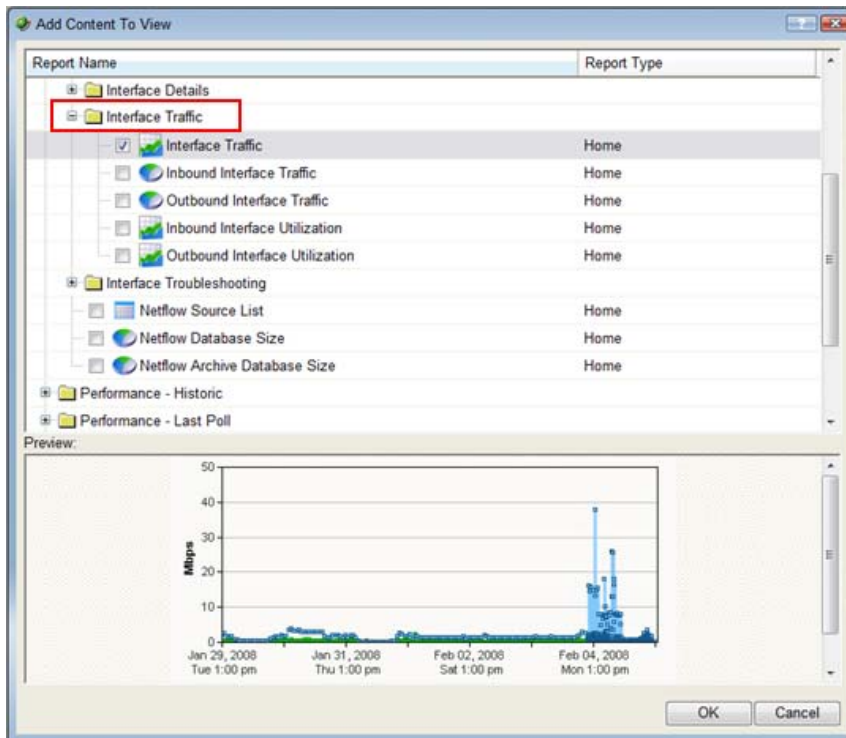 Add Content To View
Report Name Report Type
Interface Details
Interface Traffic
Interface Traffic Home
Inbound Interface Traffic Home
Outbound Interface Traffic Home
Inbound Interface Utilization Home
Outbound Interface Utilization Home
Interface Troubleshooting
Netflow Source List Home
Netflow Database Size Home
Netflow Archive Database Size Home
Performance - Historic
Performance - Last Poll
Preview:
50
40
30
20
10
0
Mbps
Jan 29, 2008 Jan 31, 2008 Feb 02, 2008 Feb 04, 2008
Tue 1:00 pm Thu 1:00 pm Sat 1:00 pm Mon 1:00 pm
OK Cancel